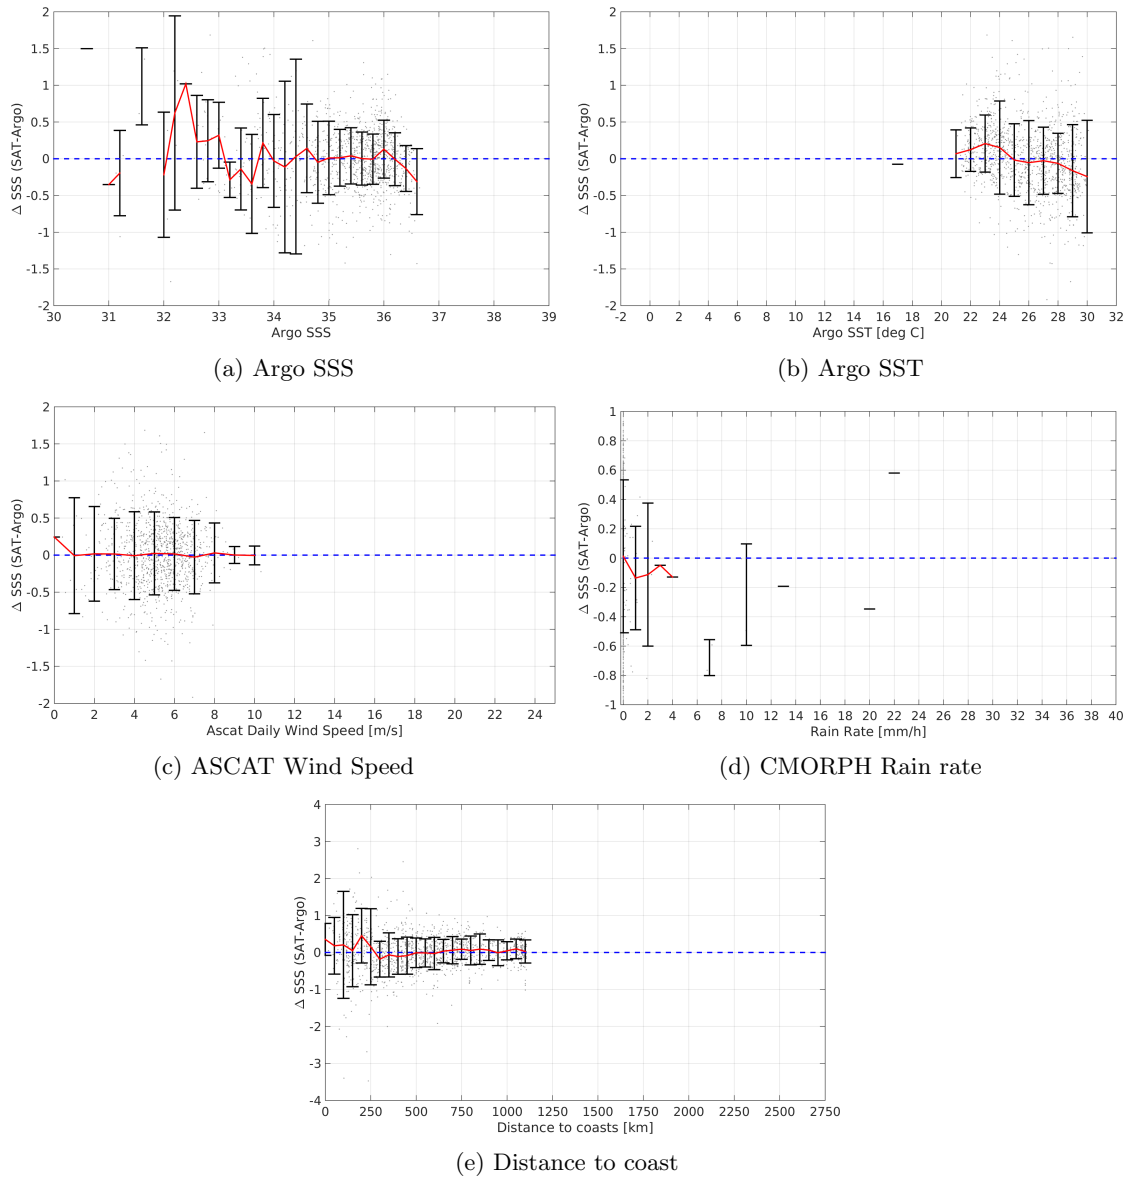 2
1.5
1
0.5
0
-0.5
-1
-1.5
-2
Δ SSS (SAT-Argo)
30 31 32 33 34 35 36 37 38 39
Argo SSS
(a) Argo SSS
2
1.5
1
0.5
0
-0.5
-1
-1.5
-2
Δ SSS (SAT-Argo)
-2 0 2 4 6 8 10 12 14 16 18 20 22 24 26 28 30 32
Argo SST [deg C]
(b) Argo SST
2
1.5
1
0.5
0
-0.5
-1
-1.5
-2
Δ SSS (SAT-Argo)
0 2 4 6 8 10 12 14 16 18 20 22 24
Ascat Daily Wind Speed [m/s]
(c) ASCAT Wind Speed
1
0.8
0.6
0.4
0.2
0
-0.2
-0.4
-0.6
-0.8
-1
Δ SSS (SAT-Argo)
0 2 4 6 8 10 12 14 16 18 20 22 24 26 28 30 32 34 36 38 40
Rain Rate [mm/h]
(d) CMORPH Rain rate
4
3
2
1
0
-1
-2
-3
-4
Δ SSS (SAT-Argo)
0 250 500 750 1000 1250 1500 1750 2000 2250 2500 2750
Distance to coasts [km]
(e) Distance to coast